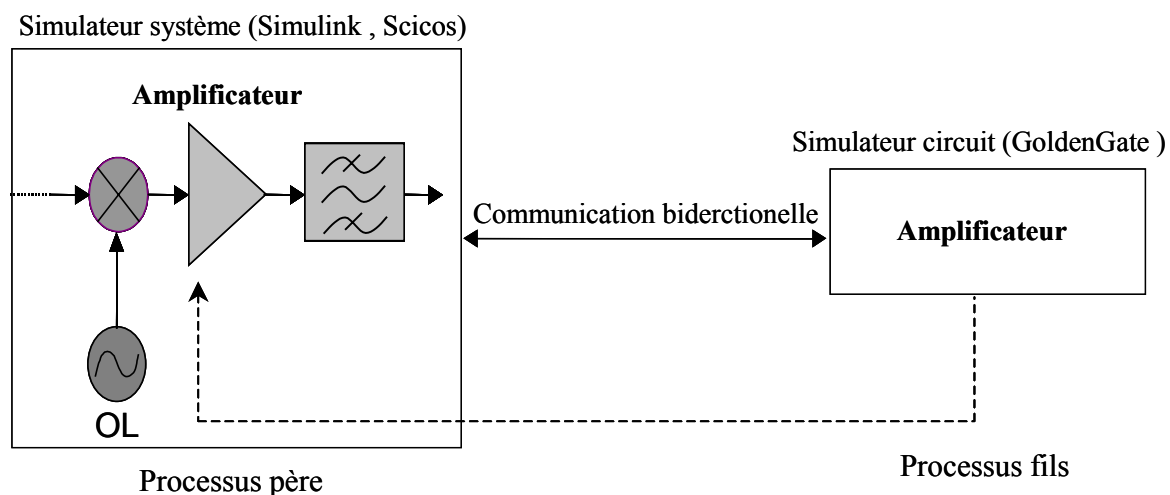 Simulateur système (Simulink , Scicos)
Amplificateur
Simulateur circuit (GoldenGate )
Communication biderctionelle
Amplificateur
OL
Processus père
Processus fils